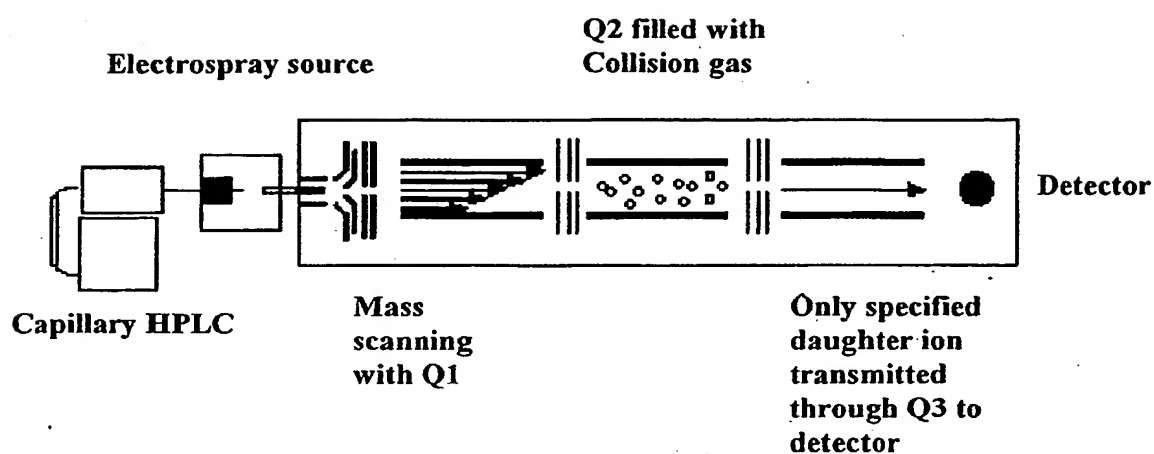 Q2 filled with
Collision gas
Electrospray source
Detector
Capillary HPLC
Mass
scanning
with Q1
Only specified
daughter ion
transmitted
through Q3 to
detector